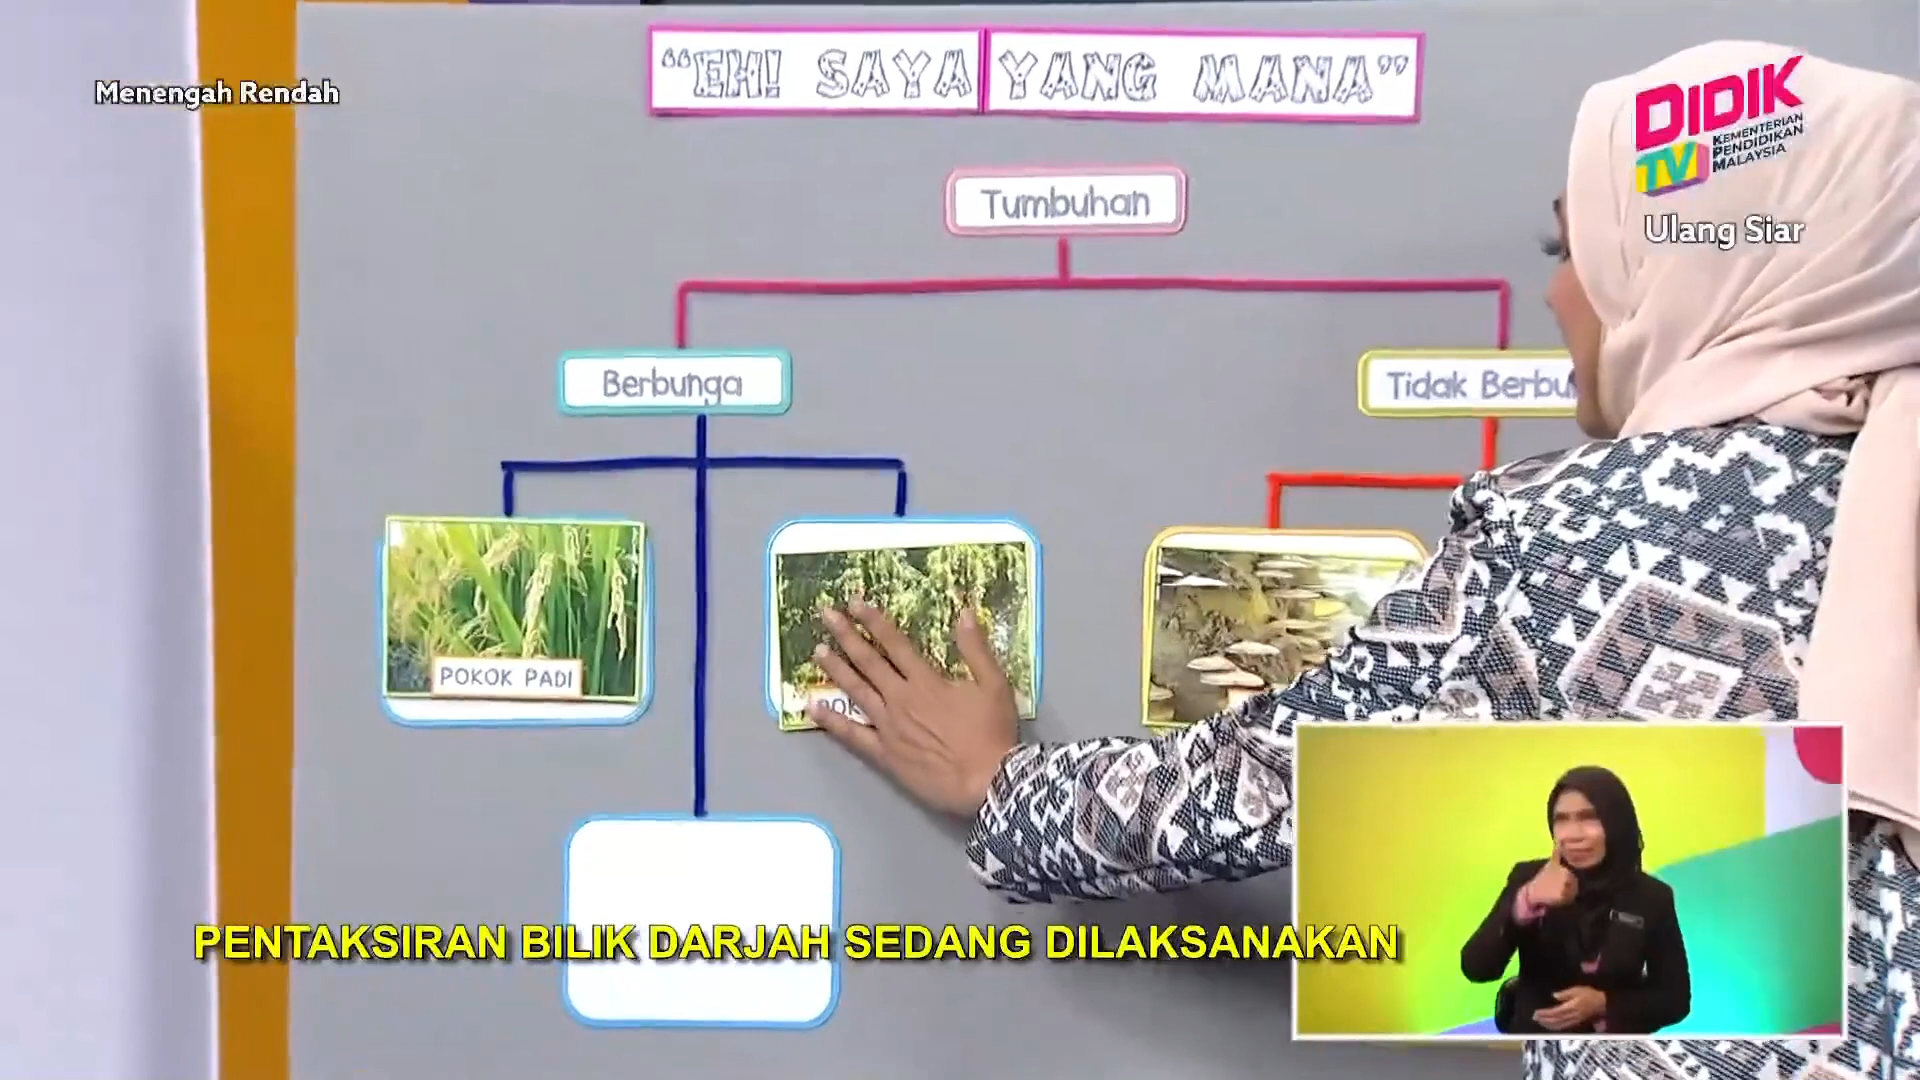 “EH! SAYA YANG MANA”
Menengah Rendah
DIDIK
TV
KEMENTERIAN
PENDIDIKAN
MALAYSIA
Tumbuhan
Ulang Siar
Berbunga
Tidak
POKOK PADI
PENTAKSIRAN BILIK DARJAH SEDANG DILAKSANAKAN